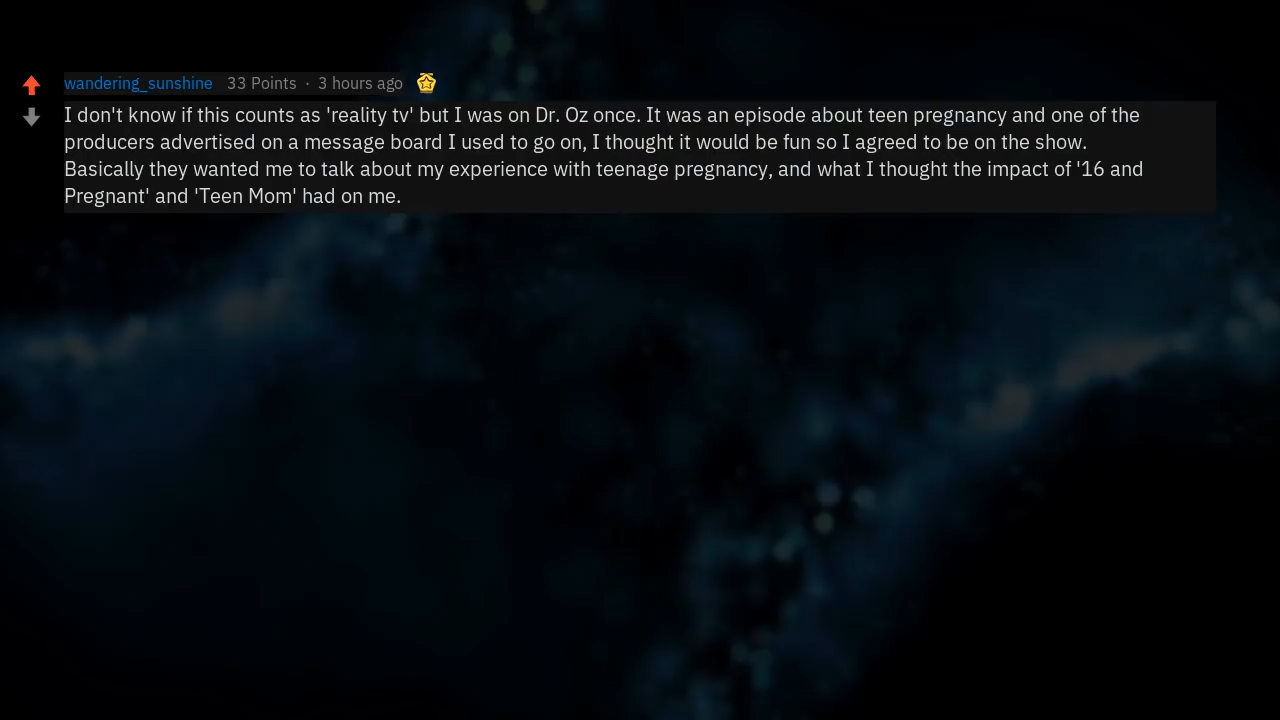 wandering_sunshine 33 Points · 3 hours ago
I don't know if this counts as 'reality tv' but I was on Dr. Oz once. It was an episode about teen pregnancy and one of the
producers advertised on a message board I used to go on, I thought it would be fun so I agreed to be on the show.
Basically they wanted me to talk about my experience with teenage pregnancy, and what I thought the impact of '16 and
Pregnant' and 'Teen Mom' had on me.